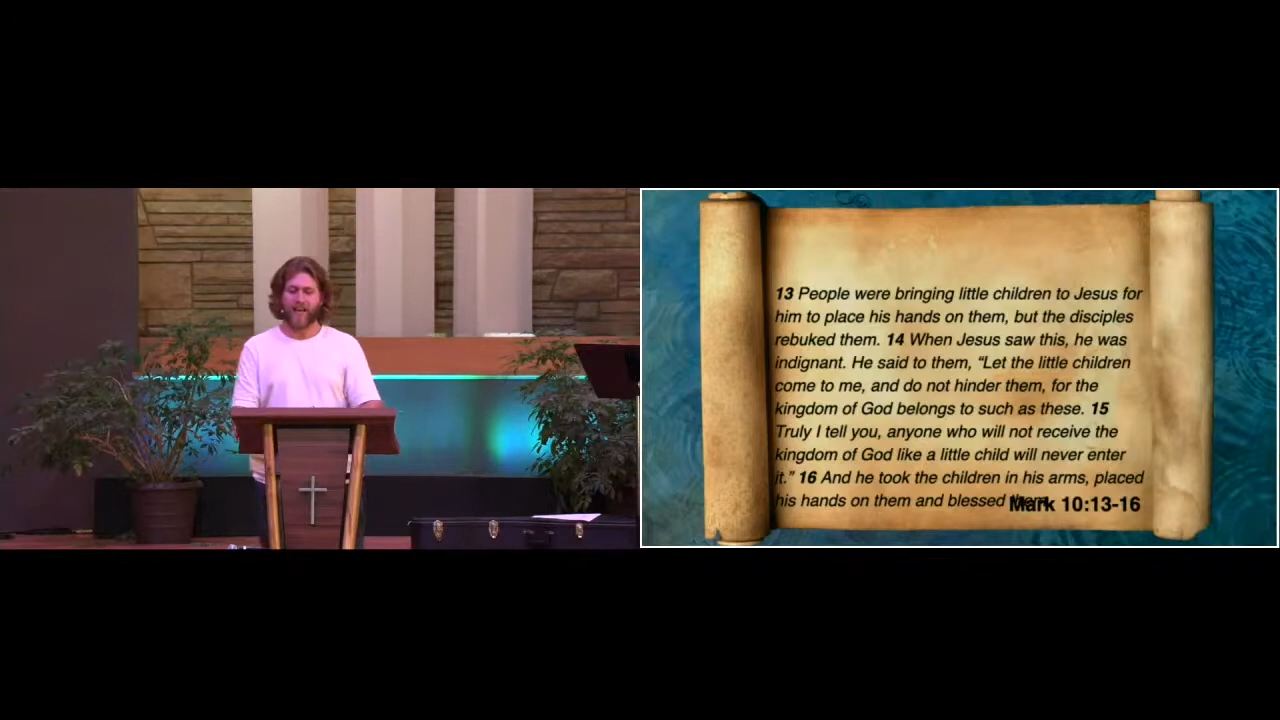 13 People were bringing little children to Jesus for
him to place his hands on them, but the disciples
rebuked them. 14 When Jesus saw this, he was
indignant. He said to them, “Let the little children
come to me, and do not hinder them, for the
kingdom of God belongs to such as these. 15
Truly I tell you, anyone who will not receive the
kingdom of God like a little child will never enter
it.” 16 And he took the children in his arms, placed
his hands on them and blessed
Mark 10:13-16